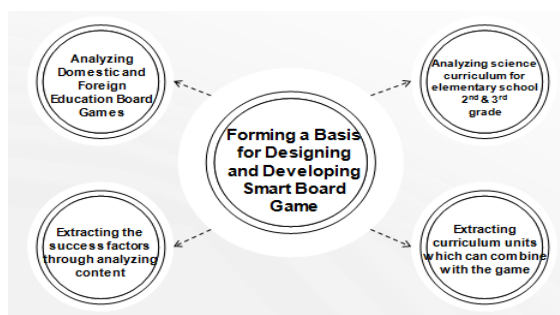 Analyzing
Domestic and
Foreign
Education Board
Games
Analyzing science
curriculum for
elementary school
2nd & 3rd
grade
Forming a Basis
for Designing
and Developing
Smart Board
Game
Extracting the
success factors
through analyzing
content
Extracting
curriculum units
which can combine
with the game